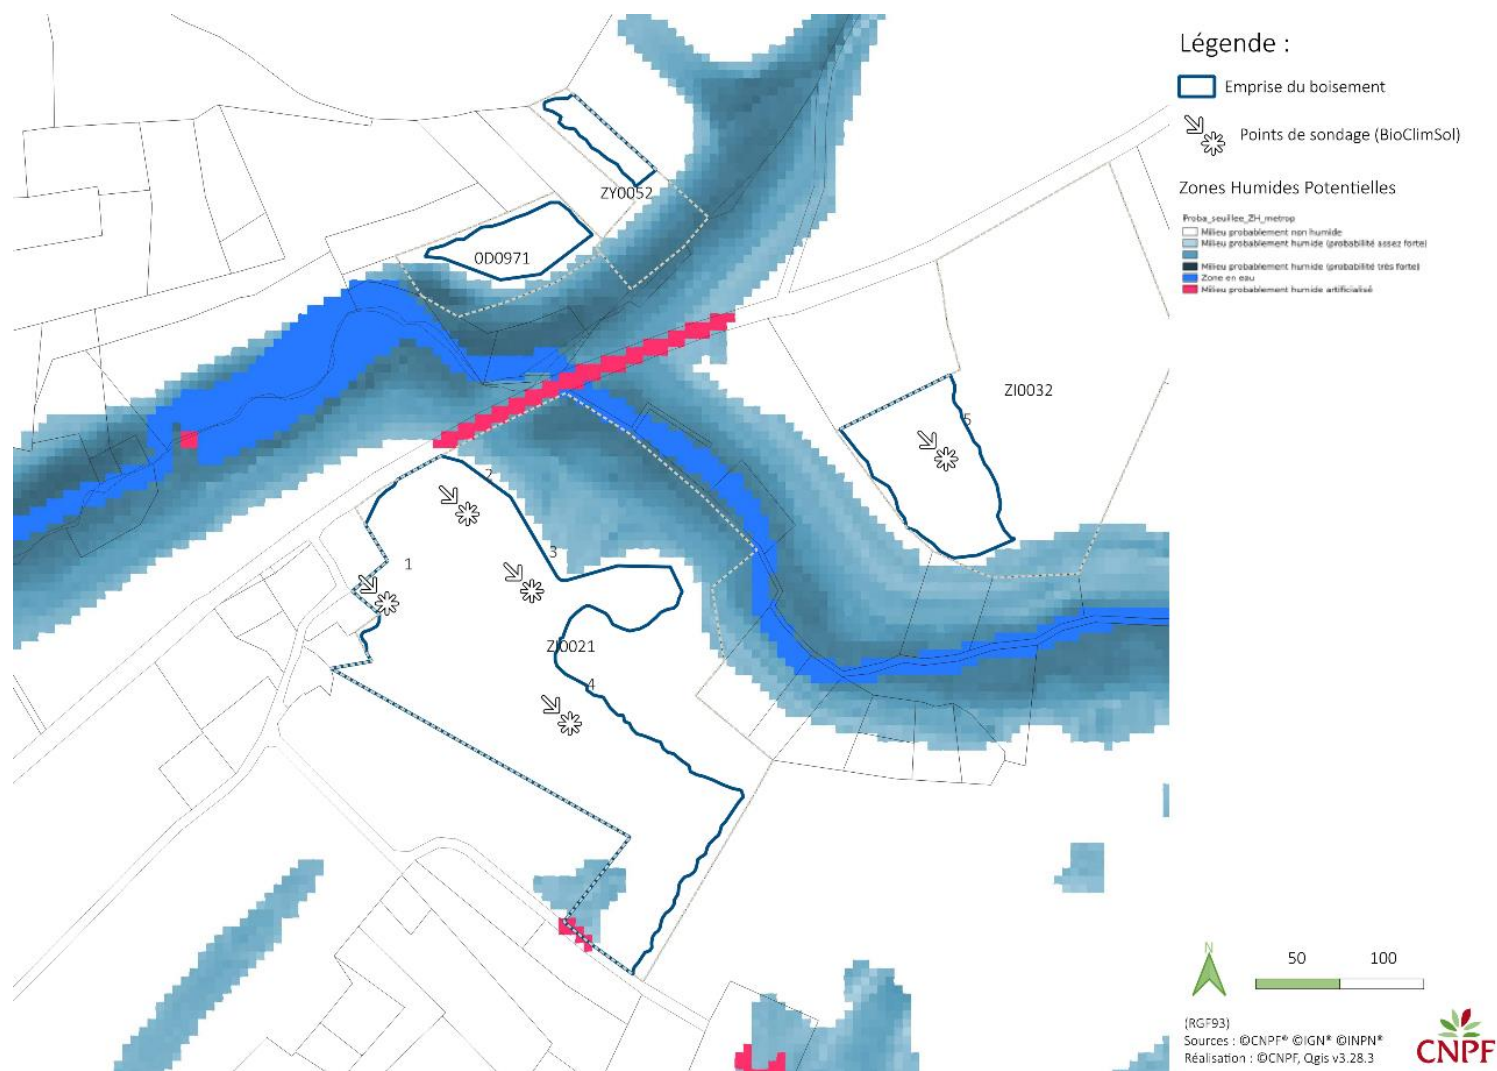 Légende :
Emprise du boisement
Points de sondage (BioClimSol)
Zones Humides Potentielles
Proba_seuillee_ZH_metrop
Milieu probablement non humide
Milieu probablement humide (probabilité assez forte)
Milieu probablement humide (probabilité très forte)
Zone en eau
Milieu probablement humide artificialisé
ZY0052
0D0971
ZI0032
5
2
3
1
ZI0021
4
N
50 100
(RGF93)
Sources : ©CNPF® ©IGN® ©INPN®
Réalisation : ©CNPF, Qgis v3.28.3
CNPF